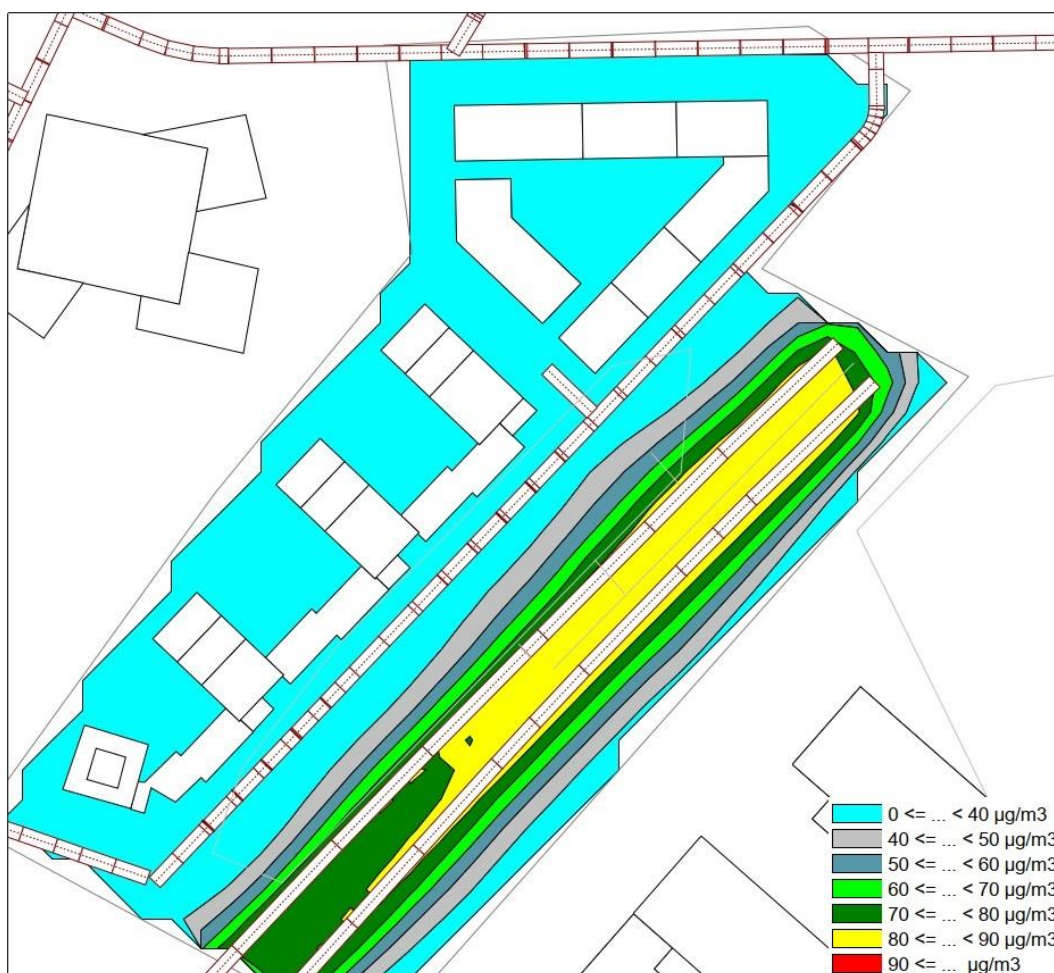 0 <= ... < 40 µg/m3
40 <= ... < 50 µg/m3
50 <= ... < 60 µg/m3
60 <= ... < 70 µg/m3
70 <= ... < 80 µg/m3
80 <= ... < 90 µg/m3
90 <= ... µg/m3